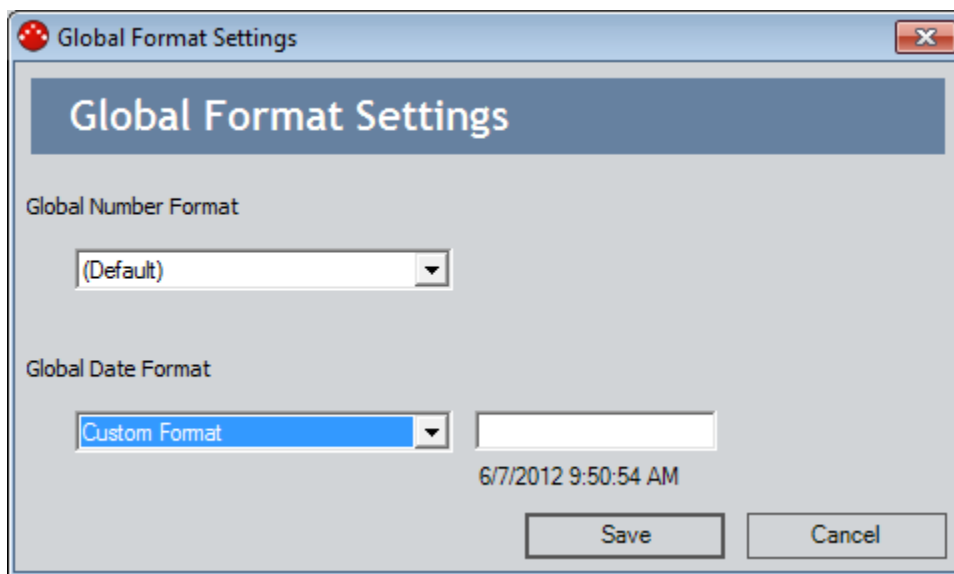 Global Format Settings
Global Format Settings
Global Number Format
(Default)
Global Date Format
Custom Format
6/7/2012 9:50:54 AM
Save Cancel